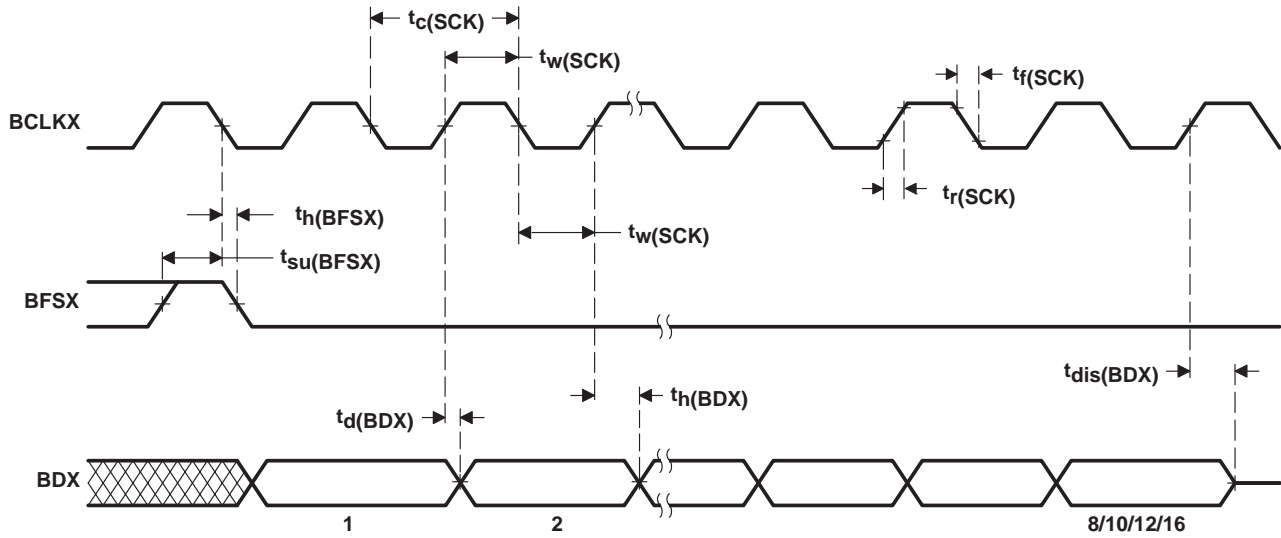 tc(SCK)
tw(SCK)
tf(SCK)
BCLKX
tr(SCK)
th(BFSX)
tw(SCK)
tsu(BFSX)
BFSX
tdis(BDX)
th(BDX)
td(BDX)
BDX
1 2 8/10/12/16